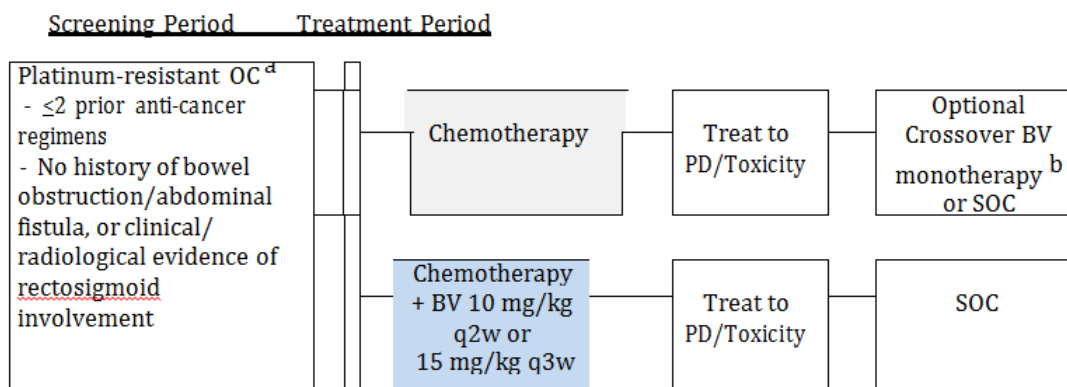 Screening Period Treatment Period
Platinum-resistant OC a
- ≤2 prior anti-cancer
regimens
- No history of bowel
obstruction/abdominal
fistula, or clinical/
radiological evidence of
rectosigmoid
involvement
Chemotherapy
Treat to
PD/Toxicity
Optional
Crossover BV
monotherapy b
or SOC
Chemotherapy
+ BV 10 mg/kg
q2w or
15 mg/kg q3w
Treat to
PD/Toxicity
SOC